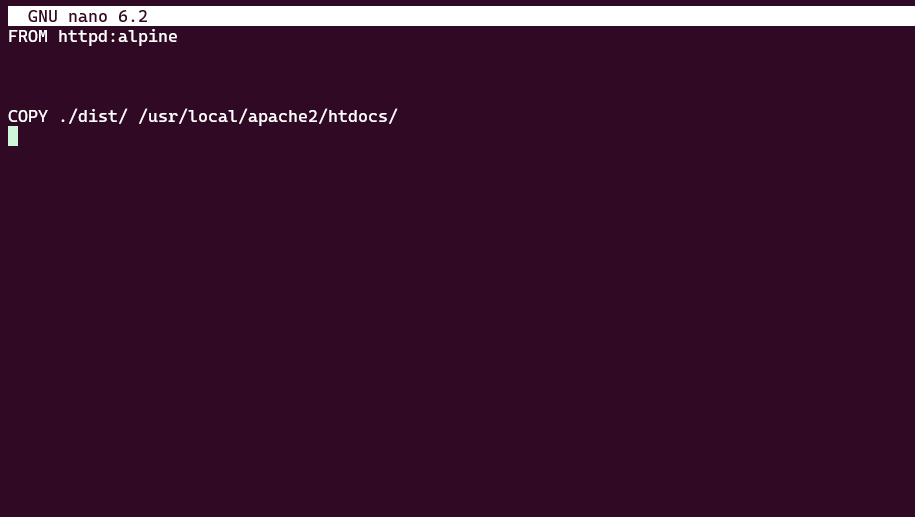 GNU nano 6.2
FROM httpd:alpine
COPY ./dist/ /usr/local/apache2/htdocs/